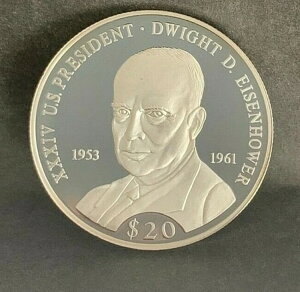 XXXIV U.S. PRESIDENT · DWIGHT D. EISENHOWER
1953
1961
$20